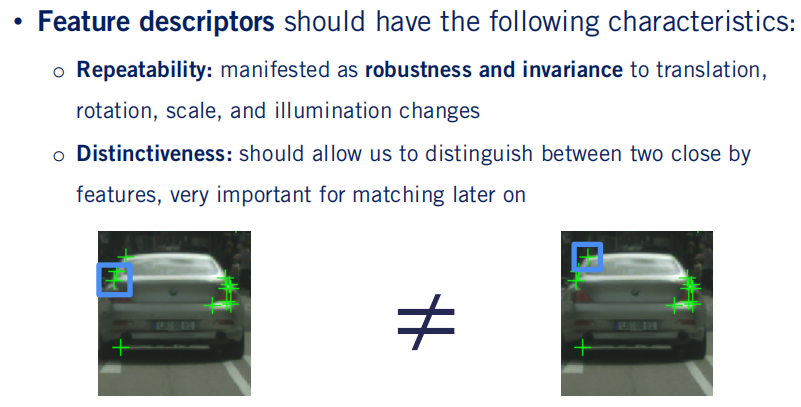 • Feature descriptors should have the following characteristics:
o Repeatability: manifested as robustness and invariance to translation,
rotation, scale, and illumination changes
o Distinctiveness: should allow us to distinguish between two close by
features, very important for matching later on
≠